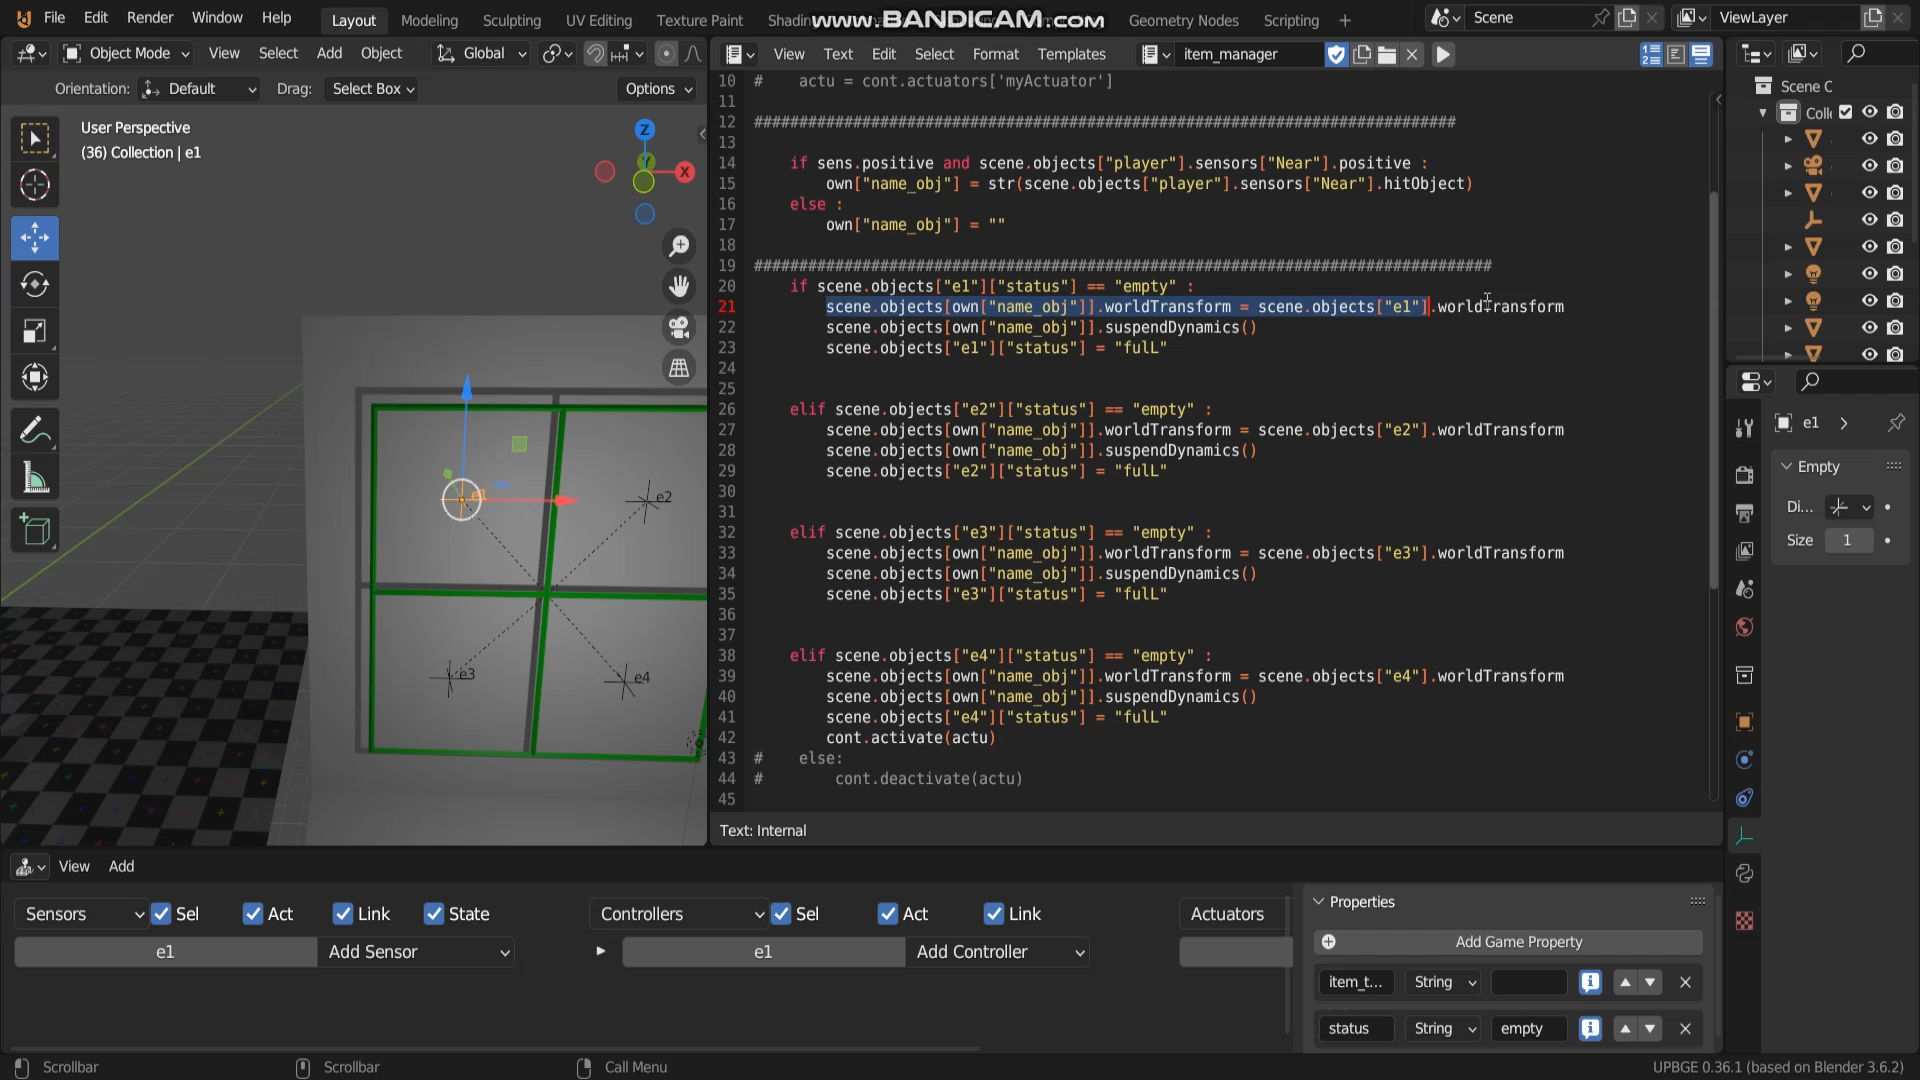 File Edit Render Window Help Layout Modeling Sculpting UV Editing Texture Paint Shadin www.BANDICAM.com Geometry Nodes Scripting Scene ViewLayer
Object Mode View Select Add Object Global View Text Edit Select Format Templates item_manager
Orientation: Default Drag: Select Box Options
User Perspective
(36) Collection | e1
Z
Y
X
e1
e2
e3
e4
10 #    actu = cont.actuators['myActuator']
11
12 ##############################################################################
13
14     if sens.positive and scene.objects["player"].sensors["Near"].positive :
15         own["name_obj"] = str(scene.objects["player"].sensors["Near"].hitObject)
16     else :
17         own["name_obj"] = ""
18
19 ##################################################################################
20     if scene.objects["e1"]["status"] == "empty" :
21         scene.objects[own["name_obj"]].worldTransform = scene.objects["e1"].worldTransform
22         scene.objects[own["name_obj"]].suspendDynamics()
23         scene.objects["e1"]["status"] = "fulL"
24
25
26     elif scene.objects["e2"]["status"] == "empty" :
27         scene.objects[own["name_obj"]].worldTransform = scene.objects["e2"].worldTransform
28         scene.objects[own["name_obj"]].suspendDynamics()
29         scene.objects["e2"]["status"] = "fulL"
30
31
32     elif scene.objects["e3"]["status"] == "empty" :
33         scene.objects[own["name_obj"]].worldTransform = scene.objects["e3"].worldTransform
34         scene.objects[own["name_obj"]].suspendDynamics()
35         scene.objects["e3"]["status"] = "fulL"
36
37
38     elif scene.objects["e4"]["status"] == "empty" :
39         scene.objects[own["name_obj"]].worldTransform = scene.objects["e4"].worldTransform
40         scene.objects[own["name_obj"]].suspendDynamics()
41         scene.objects["e4"]["status"] = "fulL"
42         cont.activate(actu)
43 #    else:
44 #        cont.deactivate(actu)
45
Text: Internal
Scene C
Coll
e1
Empty
Di...
Size 1
View Add
Sensors Sel Act Link State Controllers Sel Act Link Actuators
e1 Add Sensor e1 Add Controller
Properties
Add Game Property
item_t... String
status String empty
Scrollbar Scrollbar Call Menu UPBGE 0.36.1 (based on Blender 3.6.2)